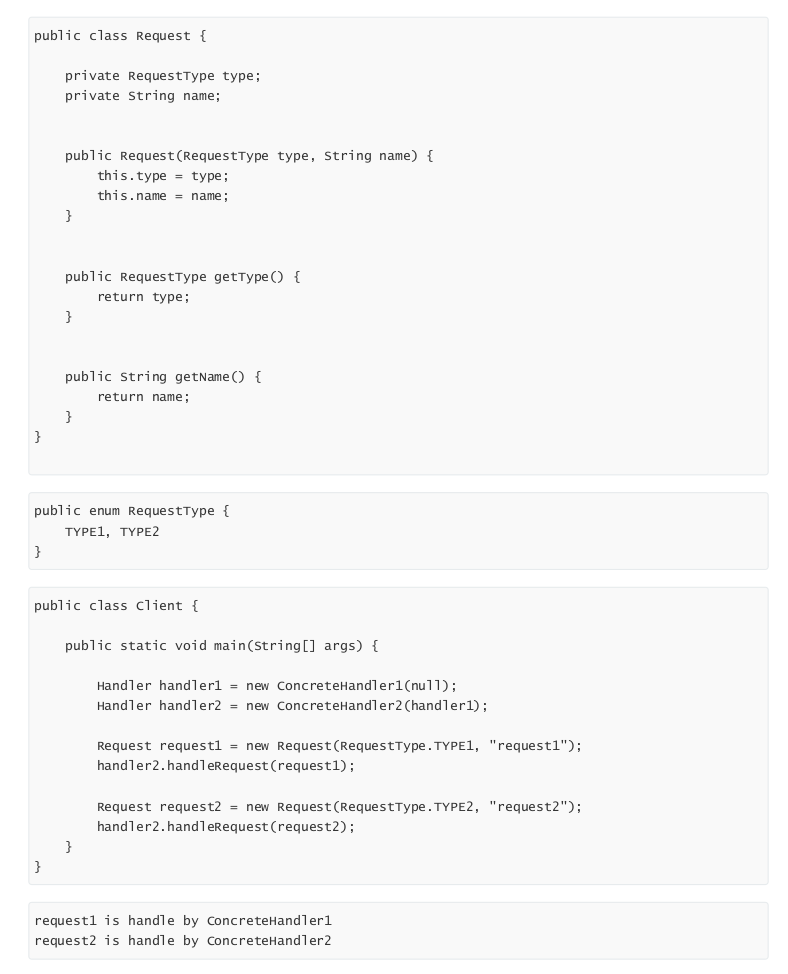 public class Request {
    private RequestType type;
    private String name;
    public Request(RequestType type, String name) {
        this.type = type;
        this.name = name;
    }
    public RequestType getType() {
        return type;
    }
    public String getName() {
        return name;
    }
}
public enum RequestType {
    TYPE1, TYPE2
}
public class Client {
    public static void main(String[] args) {
        Handler handler1 = new ConcreteHandler1(null);
        Handler handler2 = new ConcreteHandler2(handler1);
        Request request1 = new Request(RequestType.TYPE1, "request1");
        handler2.handleRequest(request1);
        Request request2 = new Request(RequestType.TYPE2, "request2");
        handler2.handleRequest(request2);
    }
}
request1 is handle by ConcreteHandler1
request2 is handle by ConcreteHandler2